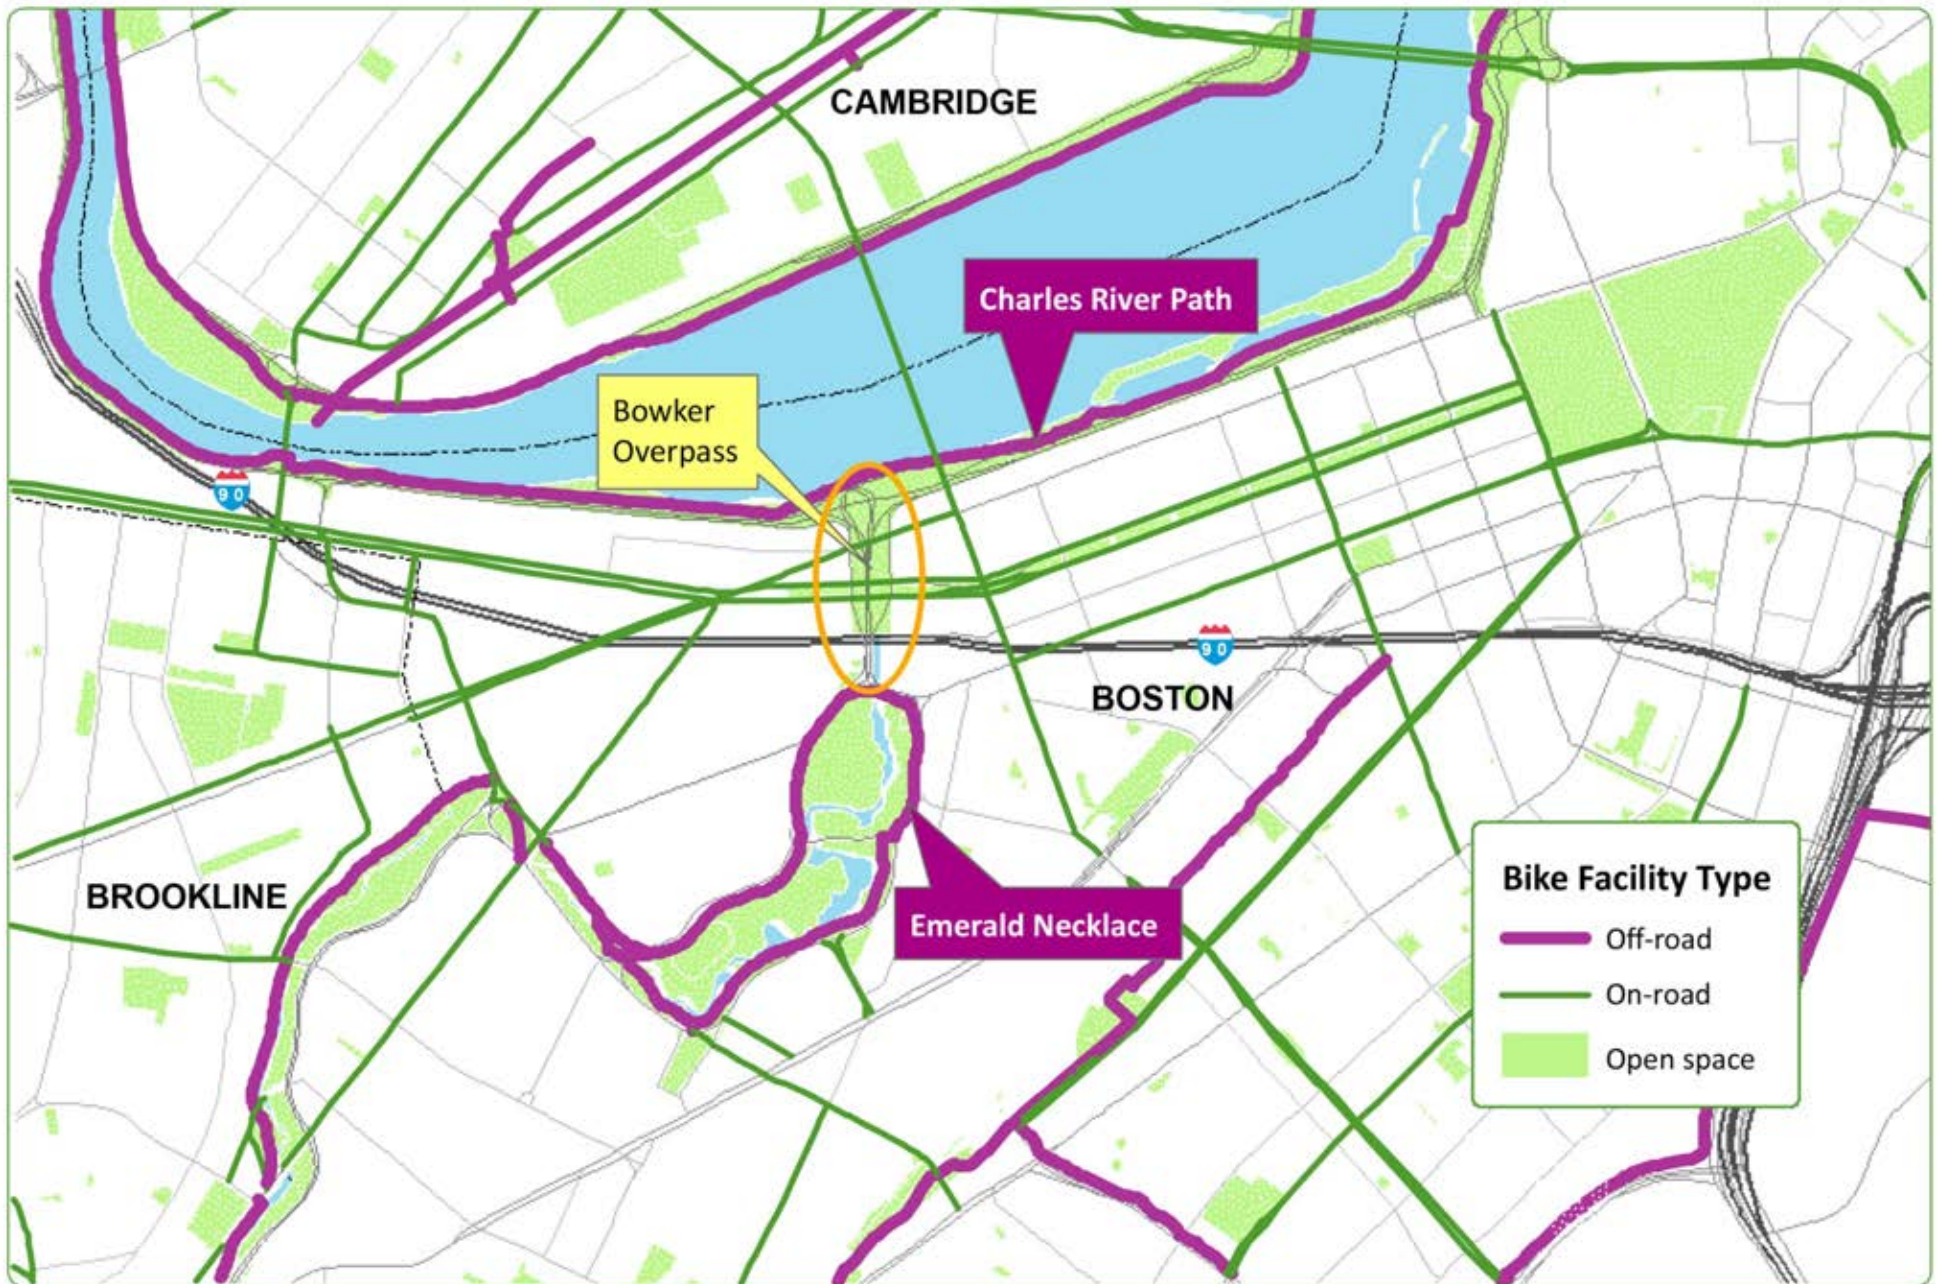 CAMBRIDGE
Charles River Path
Bowker
Overpass
90
90
BOSTON
BROOKLINE
Emerald Necklace
Bike Facility Type
Off-road
On-road
Open space